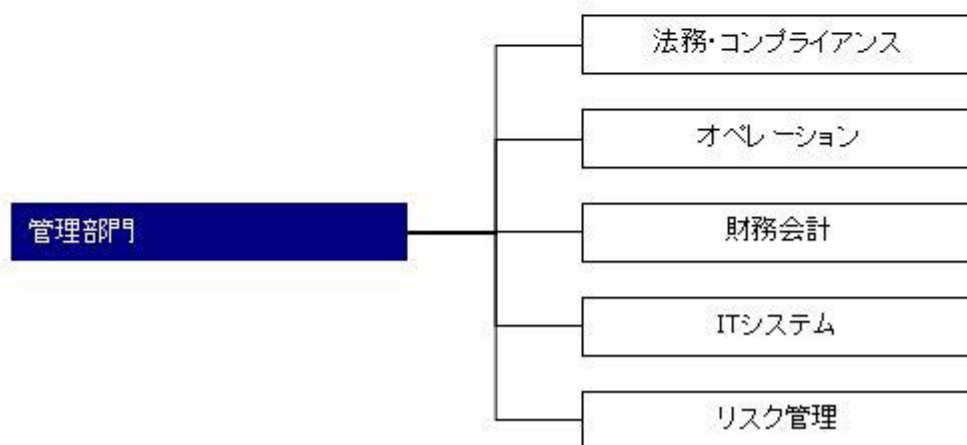 法務・コンプライアンス
オペレーション
管理部門
財務会計
ITシステム
リスク管理